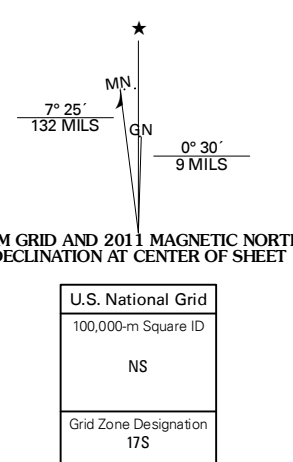 ★
MN
7° 25´
132 MILS
GN
0° 30´
9 MILS
M GRID AND 2011 MAGNETIC NORTH
DECLINATION AT CENTER OF SHEET
U.S. National Grid
100,000-m Square ID
NS
Grid Zone Designation
17S